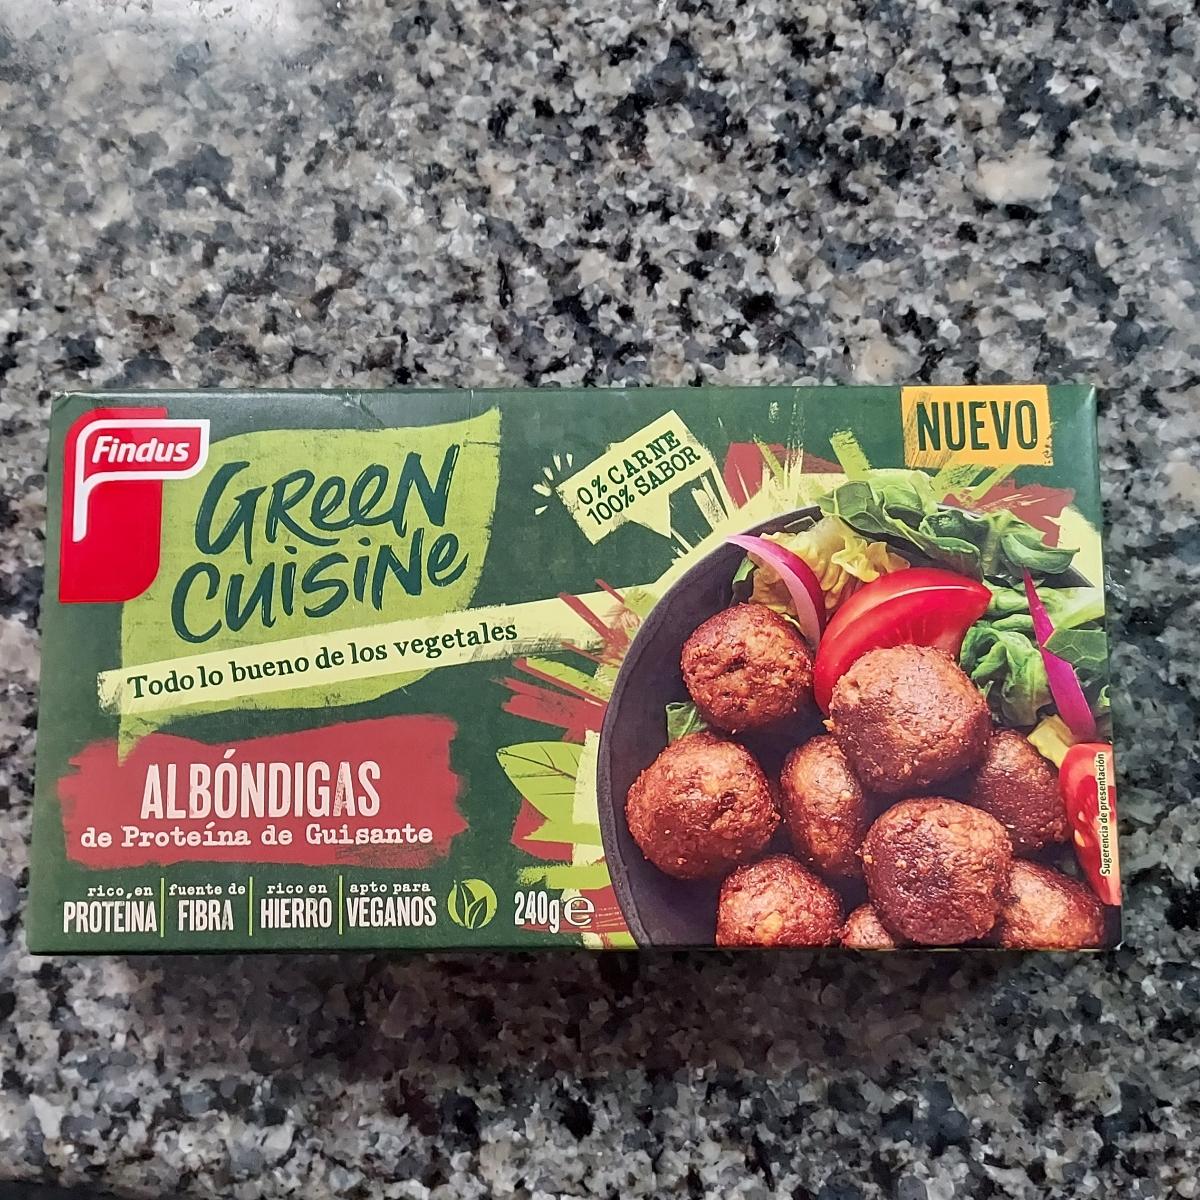 Findus
NUEVO
GREEN
CUISINE
0% CARNE
100% SABOR
Todo lo bueno de los vegetales
ALBÓNDIGAS
de Proteína de Guisante
rico en
PROTEÍNA
fuente de
FIBRA
rico en
HIERRO
apto para
VEGANOS
240g e
Sugerencia de presentación